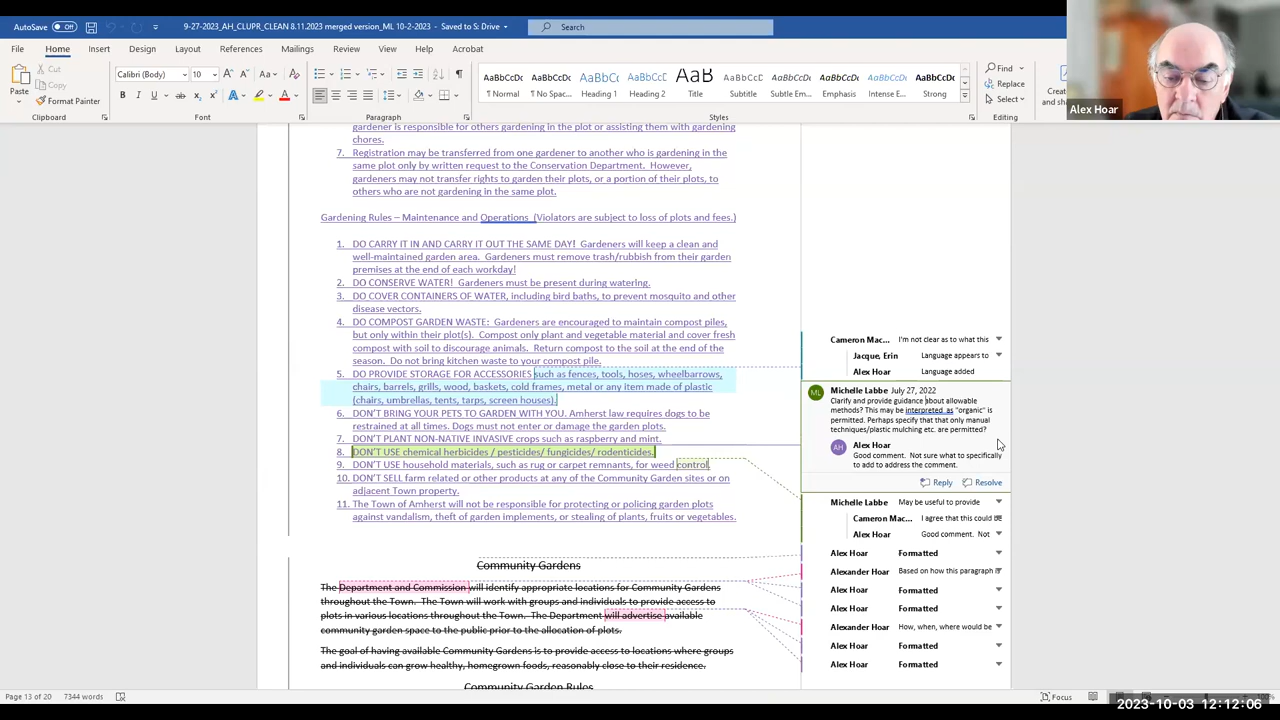 AutoSave Off 9-27-2023_AH_CLUPR_CLEAN 8.11.2023 merged version_ML 10-2-2023 - Saved to S: Drive Search
File Home Insert Design Layout References Mailings Review View Help Acrobat
Paste Cut Copy Format Painter Clipboard
Calibri (Body) 10 Font
Paragraph
AaBbCcDc AaBbCcDc AaBbCc AaBbCcC AaB AaBbCcDc AaBbCcDc AaBbCcDc AaBbCcDc AaBbCcDc
¶ Normal ¶ No Spac... Heading 1 Heading 2 Title Subtitle Subtle Em... Emphasis Intense E... Strong
Styles
Find Replace Select Editing
Alex Hoar
gardener is responsible for others gardening in the plot or assisting them with gardening
chores.
7. Registration may be transferred from one gardener to another who is gardening in the
same plot only by written request to the Conservation Department. However,
gardeners may not transfer rights to garden their plots, or a portion of their plots, to
others who are not gardening in the same plot.
Gardening Rules – Maintenance and Operations (Violators are subject to loss of plots and fees.)
1. DO CARRY IT IN AND CARRY IT OUT THE SAME DAY! Gardeners will keep a clean and
well-maintained garden area. Gardeners must remove trash/rubbish from their garden
premises at the end of each workday!
2. DO CONSERVE WATER! Gardeners must be present during watering.
3. DO COVER CONTAINERS OF WATER, including bird baths, to prevent mosquito and other
disease vectors.
4. DO COMPOST GARDEN WASTE: Gardeners are encouraged to maintain compost piles,
but only within their plot(s). Compost only plant and vegetable material and cover fresh
compost with soil to discourage animals. Return compost to the soil at the end of the
season. Do not bring kitchen waste to your compost pile.
5. DO PROVIDE STORAGE FOR ACCESSORIES such as fences, tools, hoses, wheelbarrows,
chairs, barrels, grills, wood, baskets, cold frames, metal or any item made of plastic
(chairs, umbrellas, tents, tarps, screen houses).
6. DON'T BRING YOUR PETS TO GARDEN WITH YOU. Amherst law requires dogs to be
restrained at all times. Dogs must not enter or damage the garden plots.
7. DON'T PLANT NON-NATIVE INVASIVE crops such as raspberry and mint.
8. DON'T USE chemical herbicides / pesticides/ fungicides/ rodenticides.
9. DON'T USE household materials, such as rug or carpet remnants, for weed control.
10. DON'T SELL farm related or other products at any of the Community Garden sites or on
adjacent Town property.
11. The Town of Amherst will not be responsible for protecting or policing garden plots
against vandalism, theft of garden implements, or stealing of plants, fruits or vegetables.
Community Gardens
The Department and Commission will identify appropriate locations for Community Gardens
throughout the Town. The Town will work with groups and individuals to provide access to
plots in various locations throughout the Town. The Department will advertise available
community garden space to the public prior to the allocation of plots.
The goal of having available Community Gardens is to provide access to locations where groups
and individuals can grow healthy, homegrown foods, reasonably close to their residence.
Community Garden Rules
Cameron Mac... I'm not clear as to what this
Jacque, Erin Language appears to
Alex Hoar Language added
ML Michelle Labbe July 27, 2022
Clarify and provide guidance about allowable
methods? This may be interpreted as "organic" is
permitted. Perhaps specify that that only manual
techniques/plastic mulching etc. are permitted?
AH Alex Hoar
Good comment. Not sure what to specifically
to add to address the comment.
Reply Resolve
Michelle Labbe May be useful to provide
Cameron Mac... I agree that this could be
Alex Hoar Good comment. Not
Alex Hoar Formatted
Alexander Hoar Based on how this paragraph
Alex Hoar Formatted
Alex Hoar Formatted
Alexander Hoar How, when, where would be
Alex Hoar Formatted
Alex Hoar Formatted
Page 13 of 20 7344 words Focus
2023-10-03 12:12:06